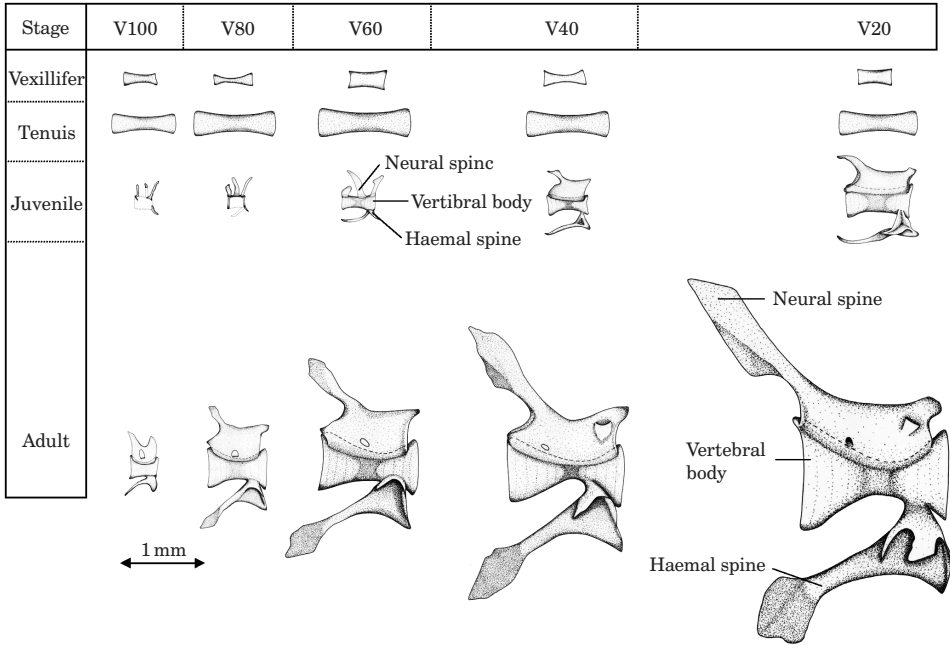 Stage V100 V80 V60 V40 V20
Vexillifer
Tenuis
Juvenile
Neural spinc
Vertibral body
Haemal spine
Adult
Neural spine
Vertebral
body
Haemal spine
1 mm